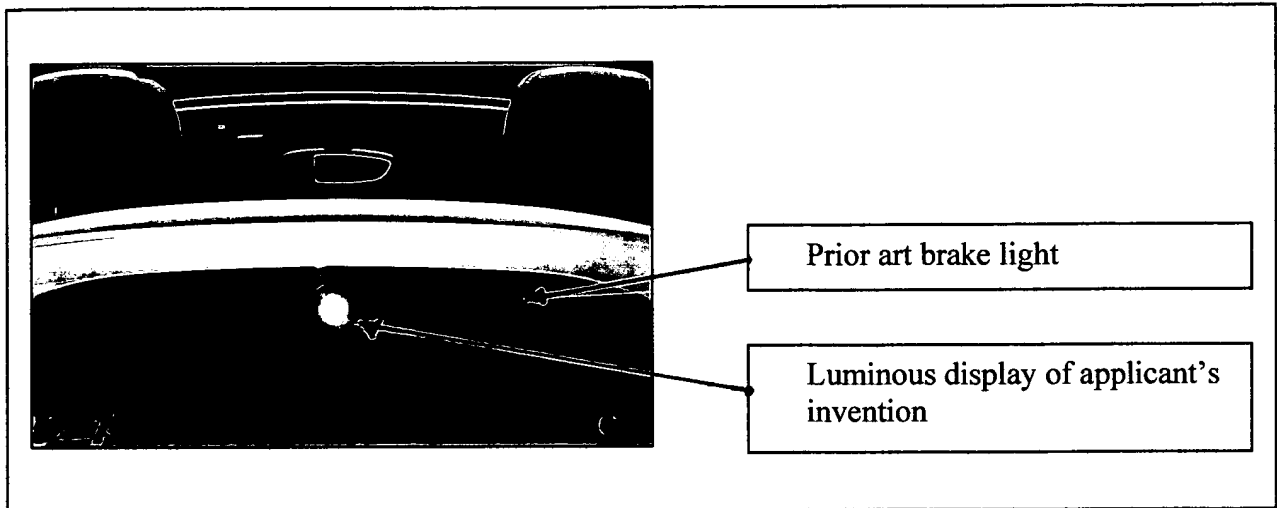 Prior art brake light
Luminous display of applicant’s
invention